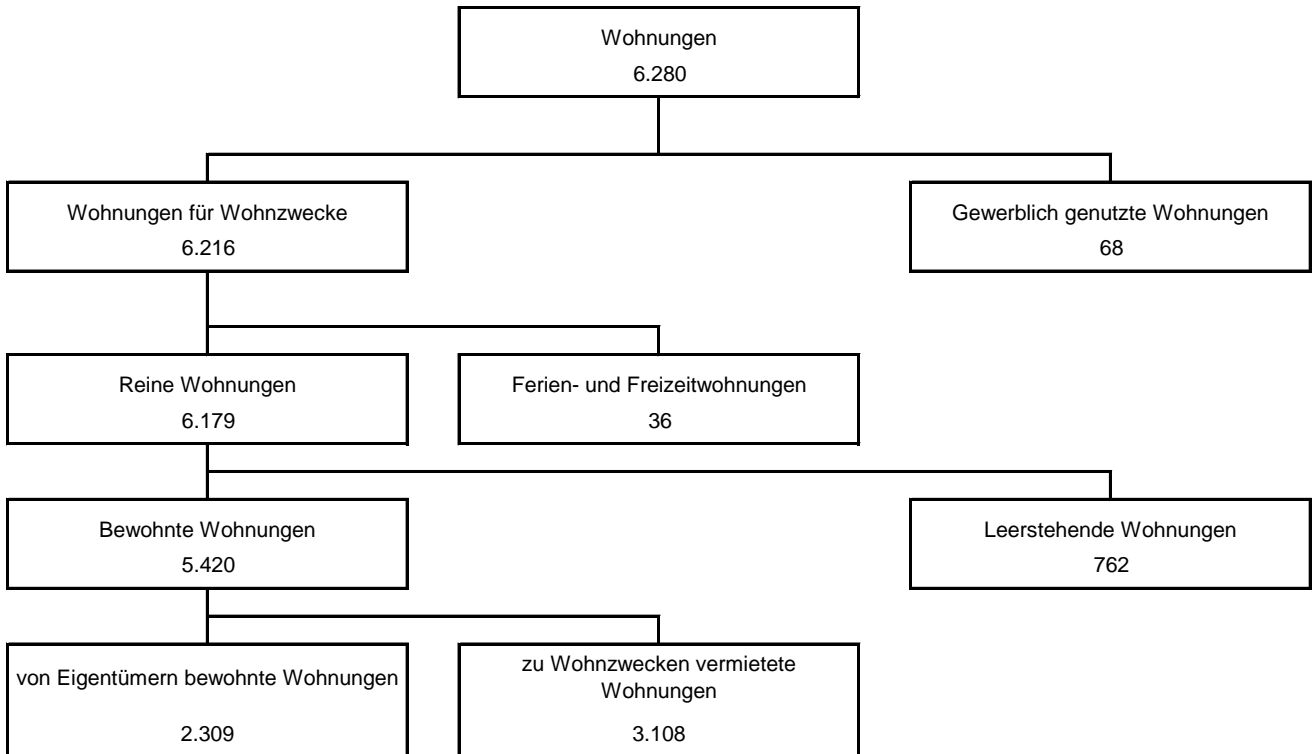 Wohnungen
6.280
Wohnungen für Wohnzwecke
6.216
Gewerblich genutzte Wohnungen
68
Reine Wohnungen
6.179
Ferien- und Freizeitwohnungen
36
Bewohnte Wohnungen
5.420
Leerstehende Wohnungen
762
von Eigentümern bewohnte Wohnungen
2.309
zu Wohnzwecken vermietete
Wohnungen
3.108